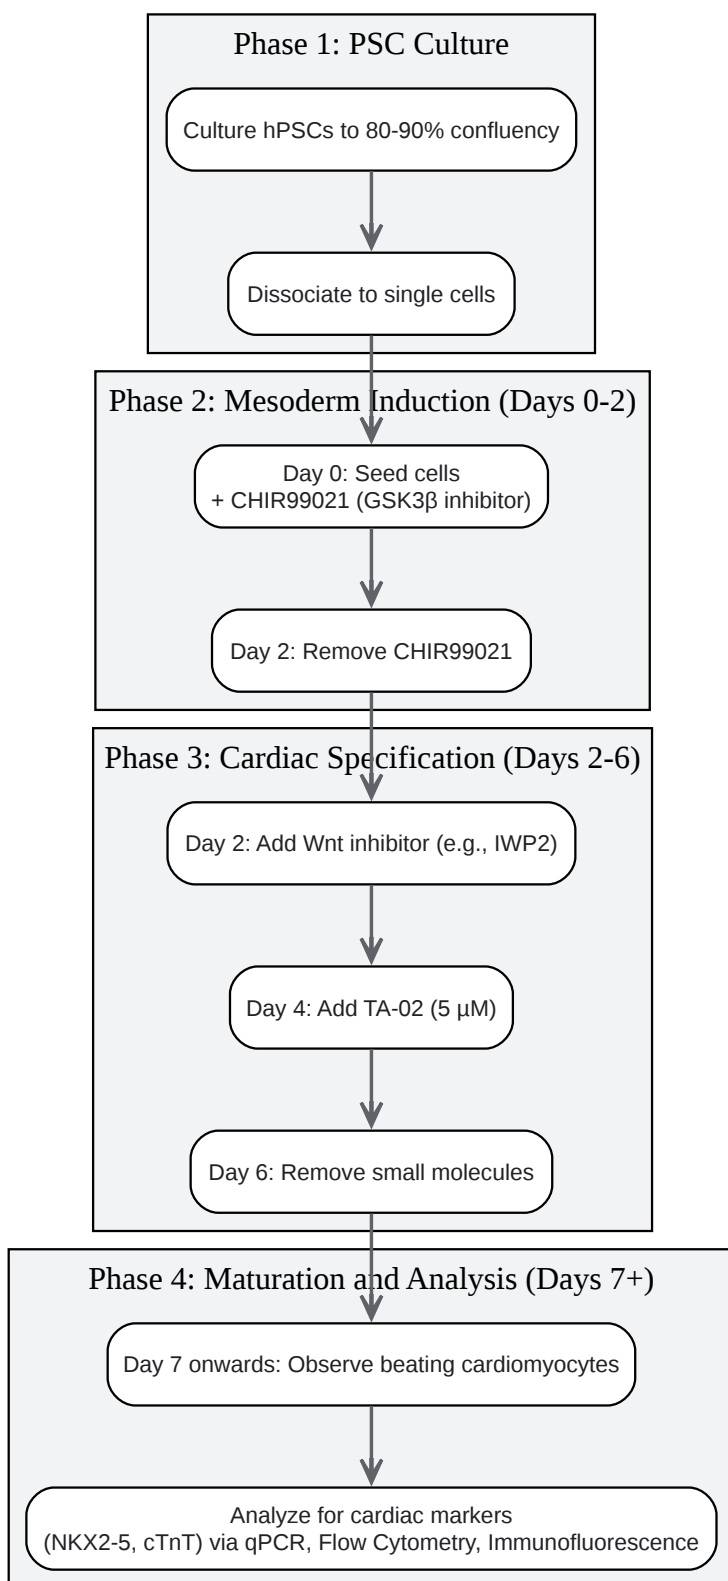 Phase 1: PSC Culture
Culture hPSCs to 80-90% confluency
Dissociate to single cells
Phase 2: Mesoderm Induction (Days 0-2)
Day 0: Seed cells
+ CHIR99021 (GSK3β inhibitor)
Day 2: Remove CHIR99021
Phase 3: Cardiac Specification (Days 2-6)
Day 2: Add Wnt inhibitor (e.g., IWP2)
Day 4: Add TA-02 (5 µM)
Day 6: Remove small molecules
Phase 4: Maturation and Analysis (Days 7+)
Day 7 onwards: Observe beating cardiomyocytes
Analyze for cardiac markers
(NKX2-5, cTnT) via qPCR, Flow Cytometry, Immunofluorescence